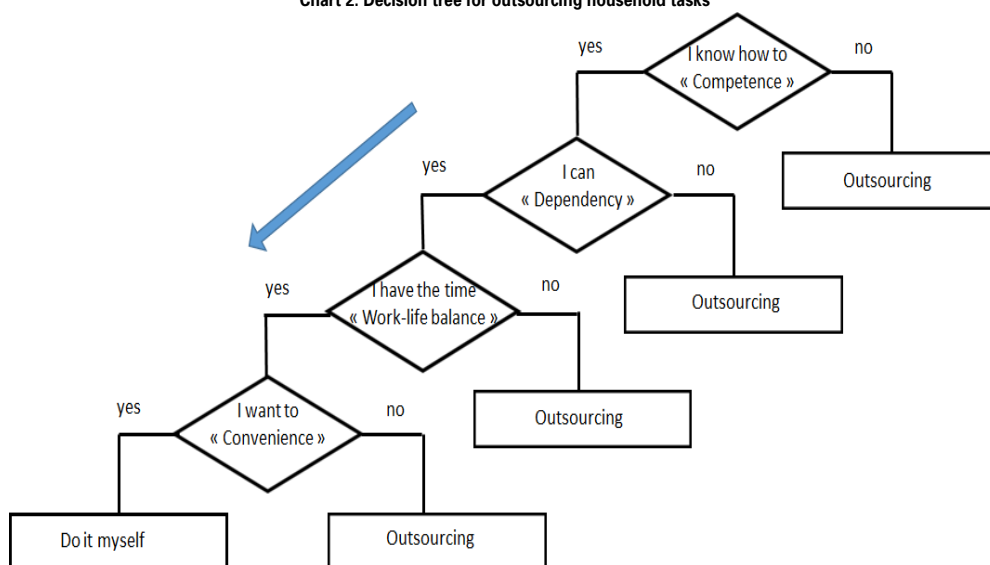 Chart 2. Decision tree for outsourcing household tasks
yes
I know how to
« Competence »
no
Outsourcing
yes
I can
« Dependency »
no
Outsourcing
yes
I have the time
« Work-life balance »
no
Outsourcing
yes
I want to
« Convenience »
no
Do it myself
Outsourcing